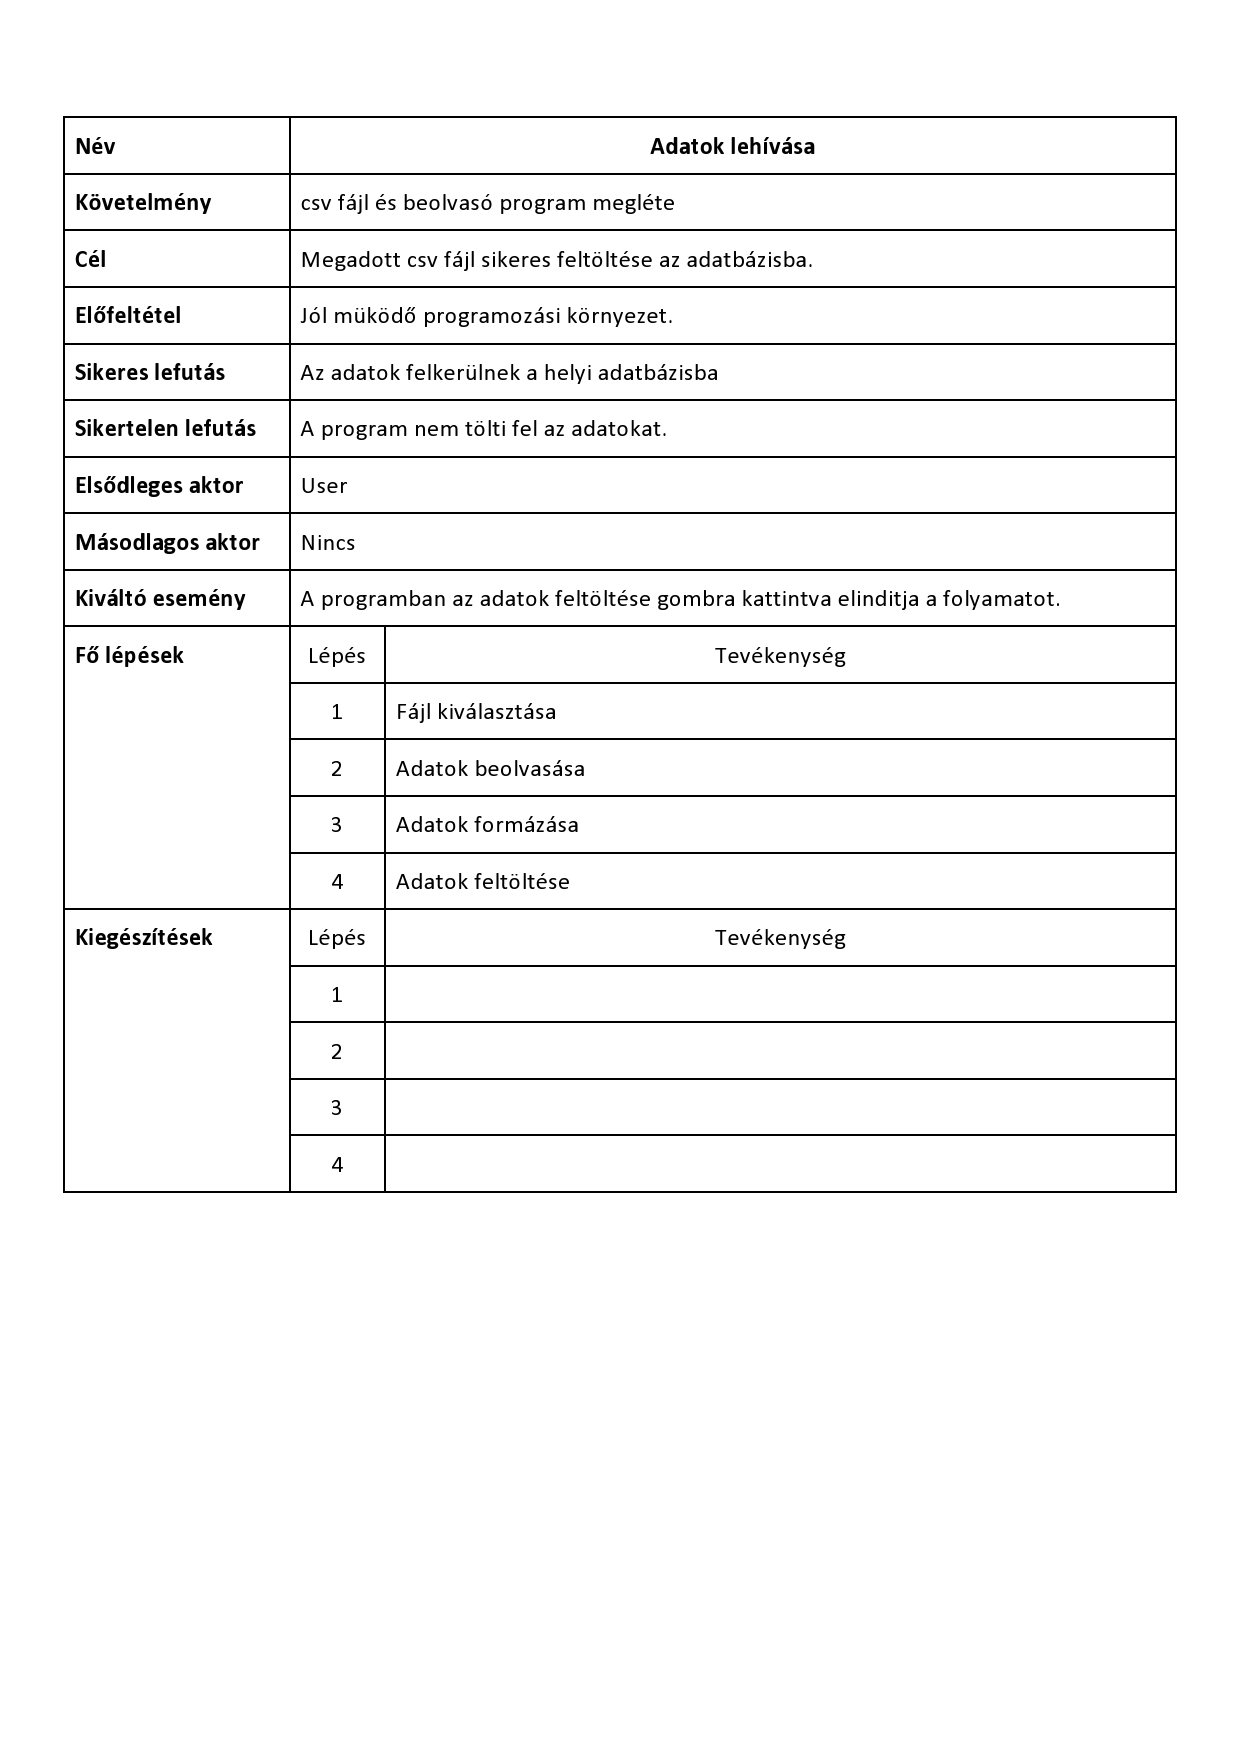 Név Adatok lehívása
Követelmény csv fájl és beolvasó program megléte
Cél Megadott csv fájl sikeres feltöltése az adatbázisba.
Előfeltétel Jól müködő programozási környezet.
Sikeres lefutás Az adatok felkerülnek a helyi adatbázisba
Sikertelen lefutás A program nem tölti fel az adatokat.
Elsődleges aktor User
Másodlagos aktor Nincs
Kiváltó esemény A programban az adatok feltöltése gombra kattintva elinditja a folyamatot.
Fő lépések Lépés Tevékenység
1 Fájl kiválasztása
2 Adatok beolvasása
3 Adatok formázása
4 Adatok feltöltése
Kiegészítések Lépés Tevékenység
1
2
3
4